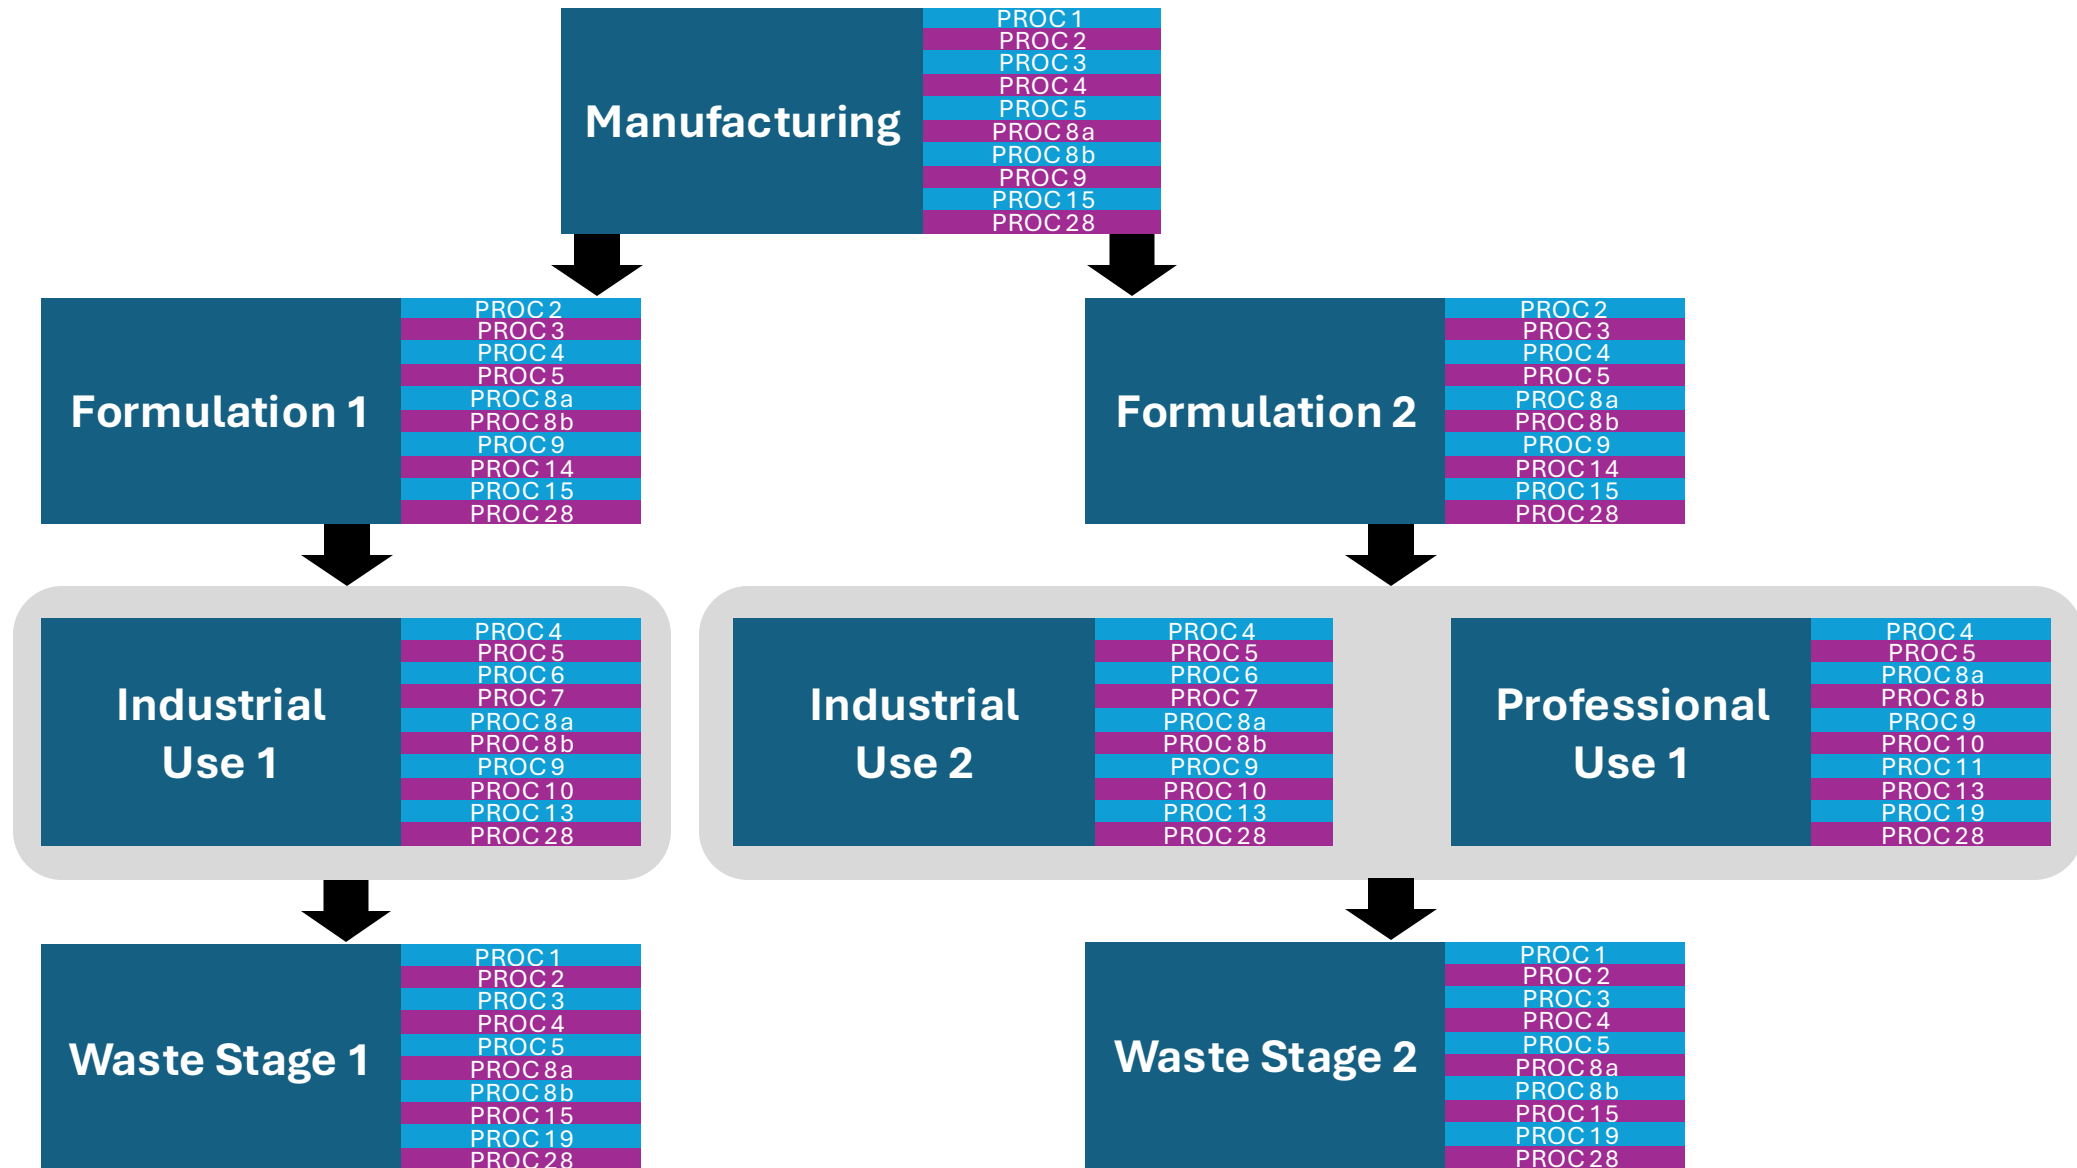 Manufacturing
PROC 1
PROC 2
PROC 3
PROC 4
PROC 5
PROC 8a
PROC 8b
PROC 9
PROC 15
PROC 28
Formulation 1
PROC 2
PROC 3
PROC 4
PROC 5
PROC 8a
PROC 8b
PROC 9
PROC 14
PROC 15
PROC 28
Formulation 2
PROC 2
PROC 3
PROC 4
PROC 5
PROC 8a
PROC 8b
PROC 9
PROC 14
PROC 15
PROC 28
Industrial
Use 1
PROC 4
PROC 5
PROC 6
PROC 7
PROC 8a
PROC 8b
PROC 9
PROC 10
PROC 13
PROC 28
Industrial
Use 2
PROC 4
PROC 5
PROC 6
PROC 7
PROC 8a
PROC 8b
PROC 9
PROC 10
PROC 13
PROC 28
Professional
Use 1
PROC 4
PROC 5
PROC 8a
PROC 8b
PROC 9
PROC 10
PROC 11
PROC 13
PROC 19
PROC 28
Waste Stage 1
PROC 1
PROC 2
PROC 3
PROC 4
PROC 5
PROC 8a
PROC 8b
PROC 15
PROC 19
PROC 28
Waste Stage 2
PROC 1
PROC 2
PROC 3
PROC 4
PROC 5
PROC 8a
PROC 8b
PROC 15
PROC 19
PROC 28